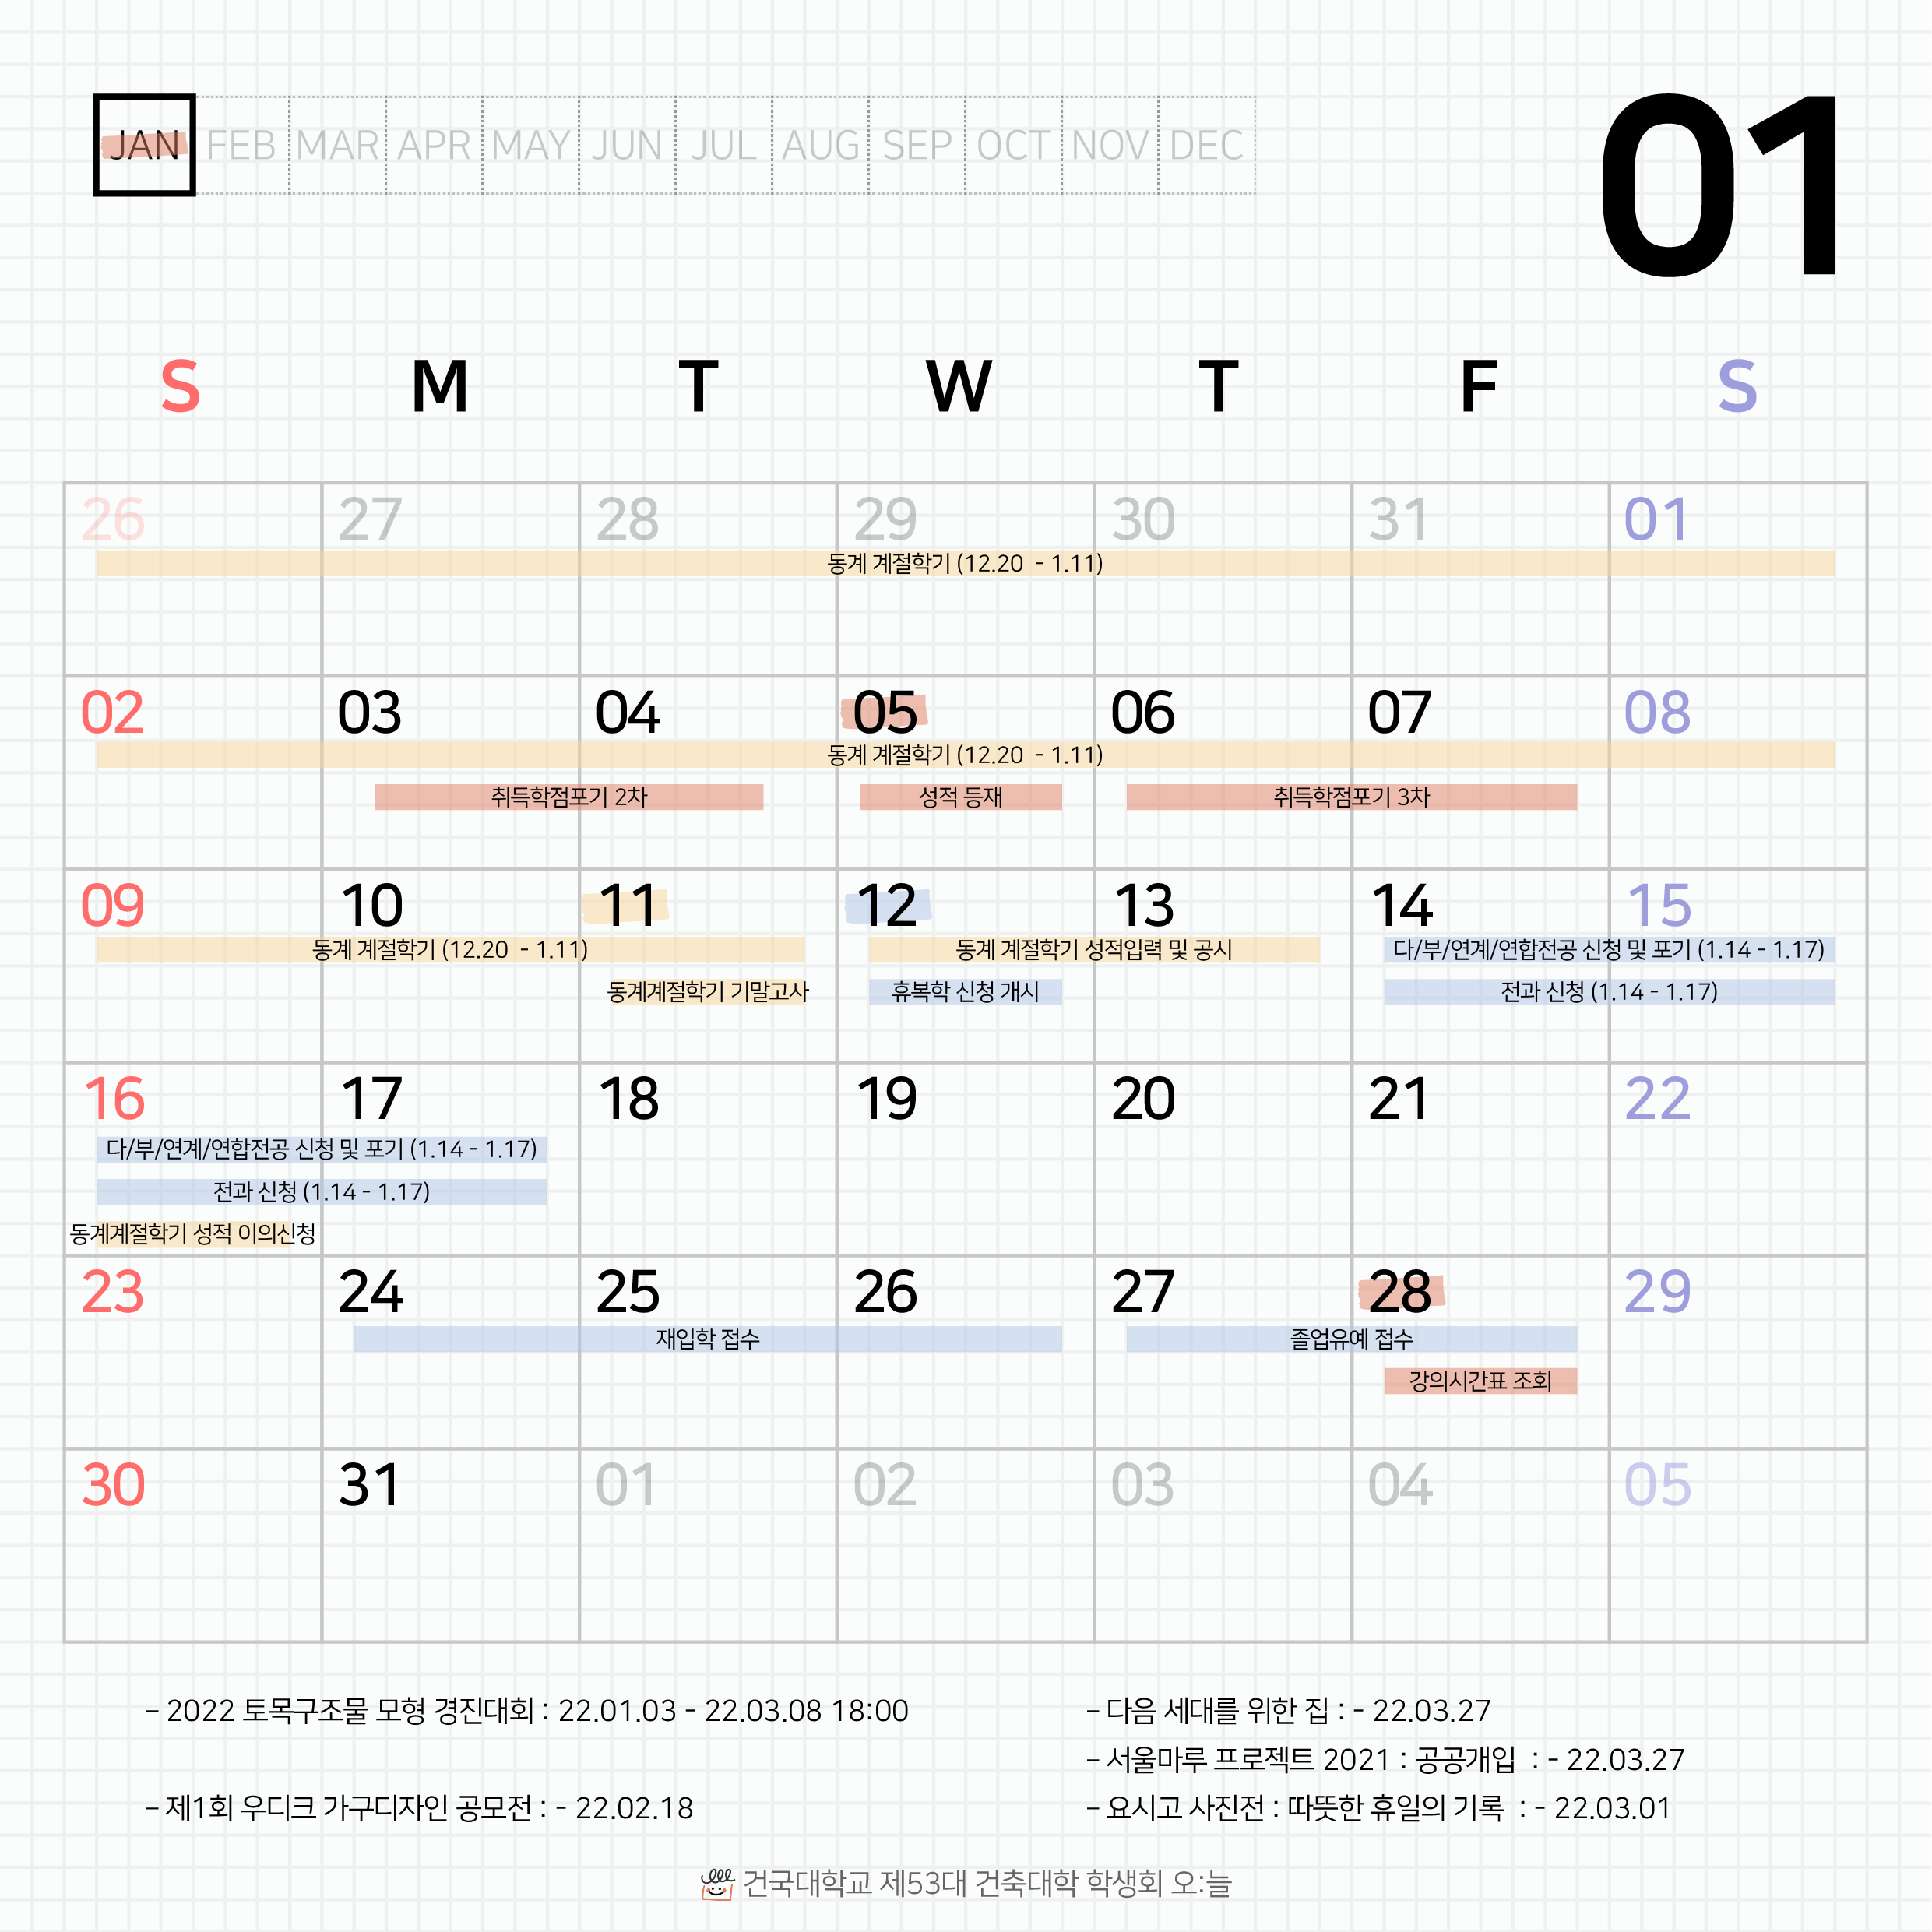 JAN FEB MAR APR MAY JUN JUL AUG SEP OCT NOV DEC
01
S M T W T F S
26 27 28 29 30 31 01
동계 계절학기 (12.20 - 1.11)
02 03 04 05 06 07 08
동계 계절학기 (12.20 - 1.11)
취득학점포기 2차 성적 등재 취득학점포기 3차
09 10 11 12 13 14 15
동계 계절학기 (12.20 - 1.11) 동계 계절학기 성적입력 및 공시 다/부/연계/연합전공 신청 및 포기 (1.14 - 1.17)
동계계절학기 기말고사 휴복학 신청 개시 전과 신청 (1.14 - 1.17)
16 17 18 19 20 21 22
다/부/연계/연합전공 신청 및 포기 (1.14 - 1.17)
전과 신청 (1.14 - 1.17)
동계계절학기 성적 이의신청
23 24 25 26 27 28 29
재입학 접수 졸업유예 접수
강의시간표 조회
30 31 01 02 03 04 05
– 2022 토목구조물 모형 경진대회 : 22.01.03 - 22.03.08 18:00
– 제1회 우디크 가구디자인 공모전 : - 22.02.18
– 다음 세대를 위한 집 : - 22.03.27
– 서울마루 프로젝트 2021 : 공공개입 : - 22.03.27
– 요시고 사진전 : 따뜻한 휴일의 기록 : - 22.03.01
건국대학교 제53대 건축대학 학생회 오:늘